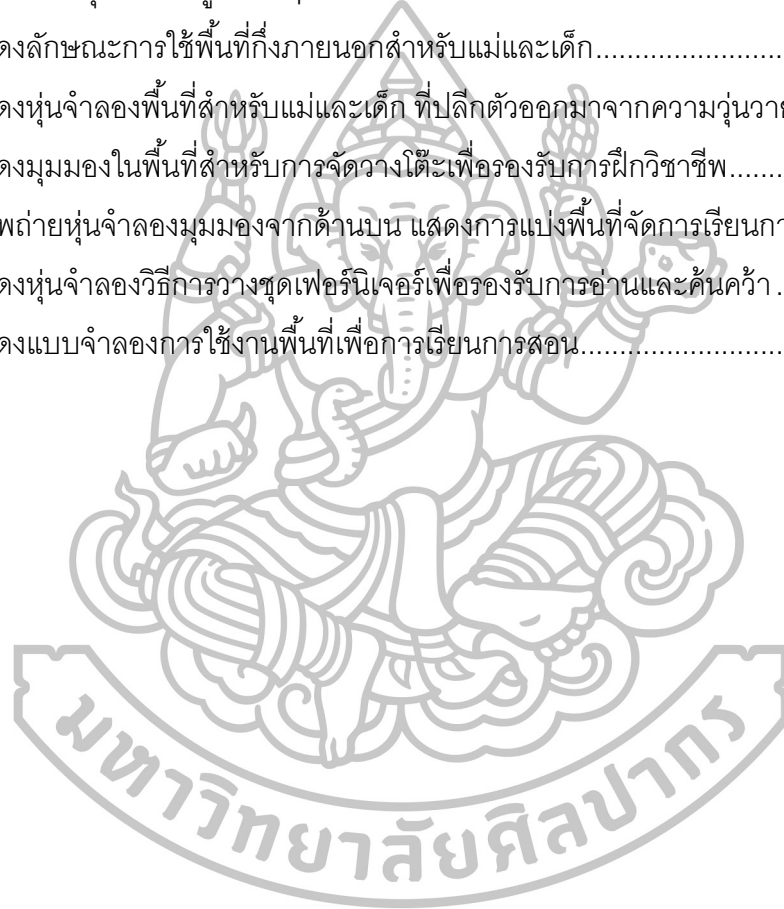 ดงลักษณะการใช้พื้นที่กึ่งภายนอกสำหรับแม่และเด็ก........................
ดงหุ่นจำลองพื้นที่สำหรับแม่และเด็ก ที่ปลีกตัวออกมาจากความวุ่นวาย
ดงมุมมองในพื้นที่สำหรับการจัดวางโต๊ะเพื่อรองรับการฝึกวิชาชีพ.......
พถ่ายหุ่นจำลองมุมมองจากด้านบน แสดงการแบ่งพื้นที่จัดการเรียนกา
ดงหุ่นจำลองวิธีการวางชุดเฟอร์นิเจอร์เพื่อรองรับการอ่านและค้นคว้า .
ดงแบบจำลองการใช้งานพื้นที่เพื่อการเรียนการสอน..........................
มหาวิทยาลัยศิลปากร